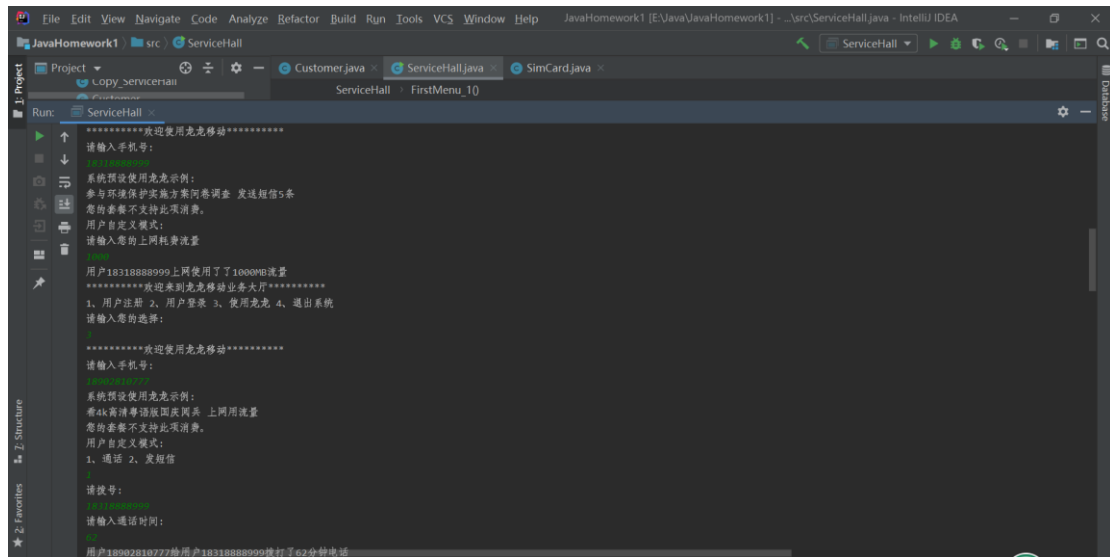 File Edit View Navigate Code Analyze Refactor Build Run Tools VCS Window Help JavaHomework1 [E:\Java\JavaHomework1] - ...\src\ServiceHall.java - IntelliJ IDEA
JavaHomework1 src ServiceHall ServiceHall
1: Project Project Customer.java ServiceHall.java SimCard.java
Copy_ServiceHall
Customer ServiceHall FirstMenu_1()
Database
Run: ServiceHall
**********欢迎使用龙龙移动**********
请输入手机号:
18318888999
系统预设使用龙龙示例:
参与环境保护实施方案问卷调查 发送短信5条
您的套餐不支持此项消费。
用户自定义模式:
请输入您的上网耗费流量
1000
用户18318888999上网使用了了1000MB流量
**********欢迎来到龙龙移动业务大厅**********
1、用户注册 2、用户登录 3、使用龙龙 4、退出系统
请输入您的选择:
3
**********欢迎使用龙龙移动**********
请输入手机号:
18902810777
系统预设使用龙龙示例:
看4k高清粤语版国庆阅兵 上网用流量
您的套餐不支持此项消费。
用户自定义模式:
1、通话 2、发短信
1
请拨号:
18318888999
请输入通话时间:
62
用户18902810777给用户18318888999拨打了62分钟电话
Z: Structure
2: Favorites